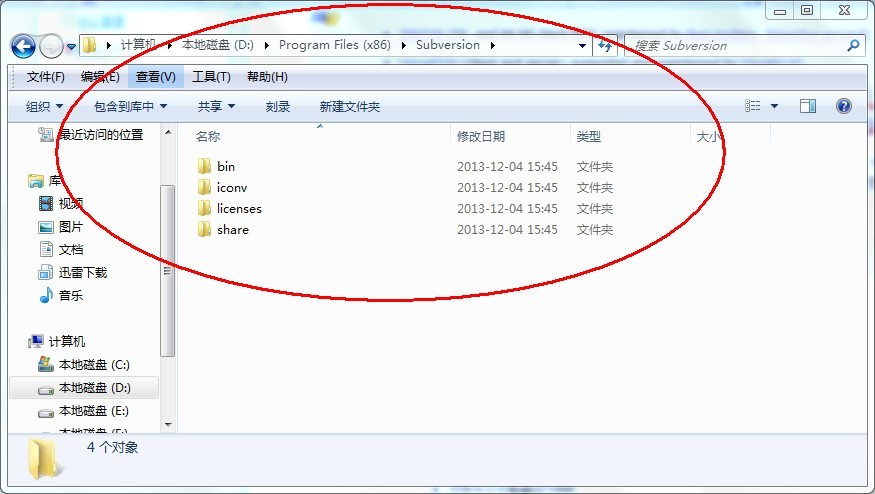 计算机 本地磁盘 (D:) Program Files (x86) Subversion 搜索 Subversion
文件(F) 编辑(E) 查看(V) 工具(T) 帮助(H)
组织 包含到库中 共享 刻录 新建文件夹
最近访问的位置
库
视频
图片
文档
迅雷下载
音乐
计算机
本地磁盘 (C:)
本地磁盘 (D:)
本地磁盘 (E:)
名称 修改日期 类型 大小
bin 2013-12-04 15:45 文件夹
iconv 2013-12-04 15:45 文件夹
licenses 2013-12-04 15:45 文件夹
share 2013-12-04 15:45 文件夹
4 个对象